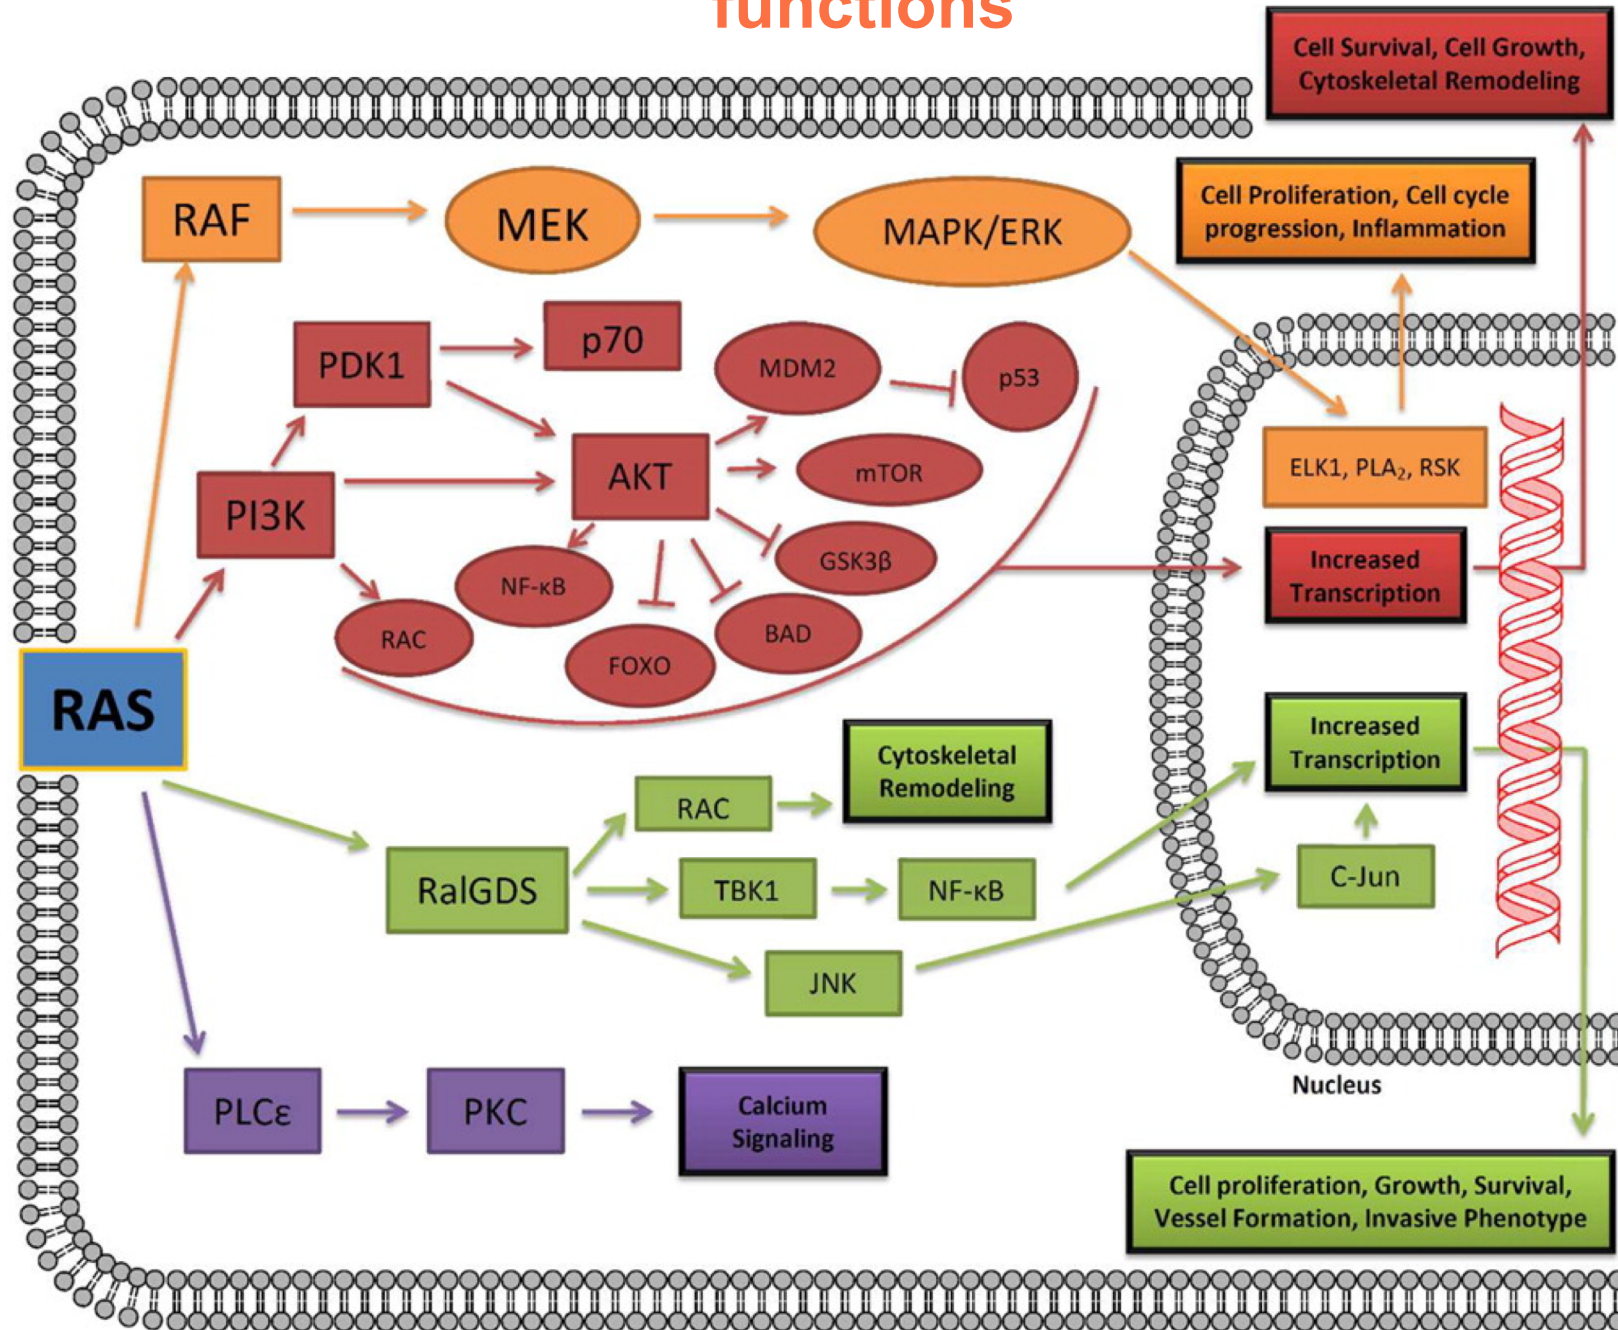 functions
Cell Survival, Cell Growth,
Cytoskeletal Remodeling
Cell Proliferation, Cell cycle
progression, Inflammation
RAF
MEK
MAPK/ERK
PDK1
p70
MDM2
p53
PI3K
AKT
mTOR
ELK1, PLA₂, RSK
NF-κB
GSK3β
RAC
FOXO
BAD
Increased
Transcription
RAS
Cytoskeletal
Remodeling
Increased
Transcription
RAC
RalGDS
TBK1
NF-κB
C-Jun
JNK
Nucleus
PLCε
PKC
Calcium
Signaling
Cell proliferation, Growth, Survival,
Vessel Formation, Invasive Phenotype